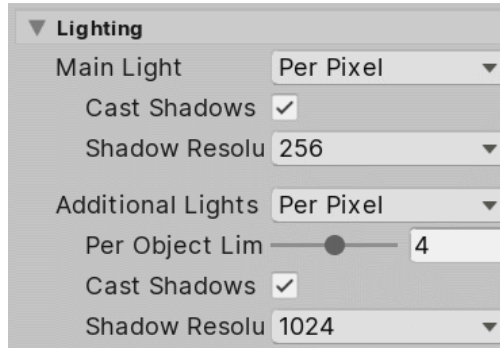 Lighting
Main Light Per Pixel
Cast Shadows
Shadow Resolu 256
Additional Lights Per Pixel
Per Object Lim 4
Cast Shadows
Shadow Resolu 1024